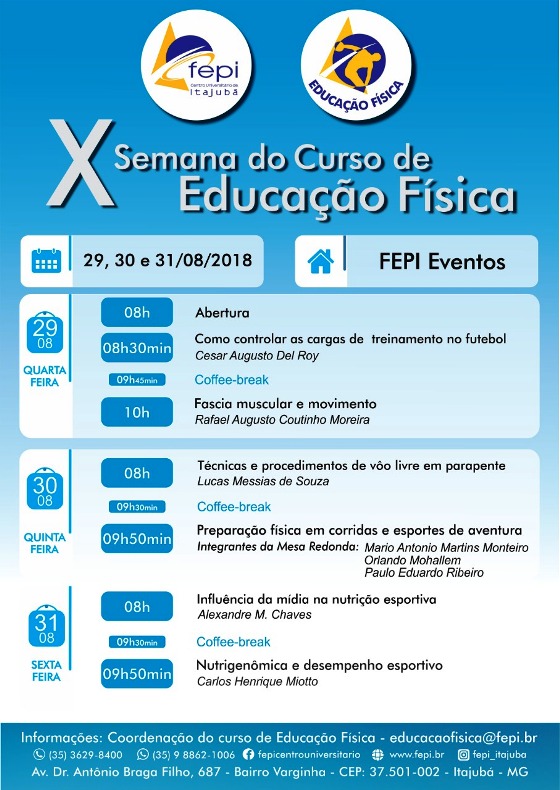 fepi
Centro Universitário de
Itajubá
EDUCAÇÃO FÍSICA
X Semana do Curso de
Educação Física
29, 30 e 31/08/2018
FEPI Eventos
29
08
QUARTA
FEIRA
08h Abertura
08h30min Como controlar as cargas de treinamento no futebol
Cesar Augusto Del Roy
09h45min Coffee-break
10h Fascia muscular e movimento
Rafael Augusto Coutinho Moreira
30
08
QUINTA
FEIRA
08h Técnicas e procedimentos de vôo livre em parapente
Lucas Messias de Souza
09h30min Coffee-break
09h50min Preparação física em corridas e esportes de aventura
Integrantes da Mesa Redonda: Mario Antonio Martins Monteiro
Orlando Mohallem
Paulo Eduardo Ribeiro
31
08
SEXTA
FEIRA
08h Influência da mídia na nutrição esportiva
Alexandre M. Chaves
09h30min Coffee-break
09h50min Nutrigenômica e desempenho esportivo
Carlos Henrique Miotto
Informações: Coordenação do curso de Educação Física - educacaofisica@fepi.br
(35) 3629-8400 (35) 9 8862-1006 fepicentrouniversitario www.fepi.br fepi_itajuba
Av. Dr. Antônio Braga Filho, 687 - Bairro Varginha - CEP: 37.501-002 - Itajubá - MG